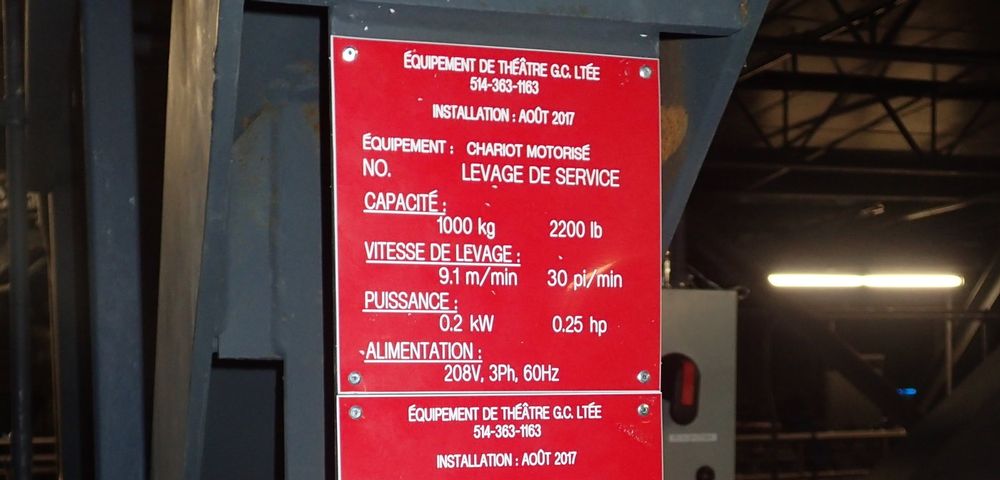 ÉQUIPEMENT DE THÉÂTRE G.C. LTÉE
514-363-1163
INSTALLATION : AOÛT 2017
ÉQUIPEMENT : CHARIOT MOTORISÉ
NO. LEVAGE DE SERVICE
CAPACITÉ :
1000 kg 2200 lb
VITESSE DE LEVAGE :
9.1 m/min 30 pi/min
PUISSANCE :
0.2 kW 0.25 hp
ALIMENTATION :
208V, 3Ph, 60Hz
ÉQUIPEMENT DE THÉÂTRE G.C. LTÉE
514-363-1163
INSTALLATION : AOÛT 2017